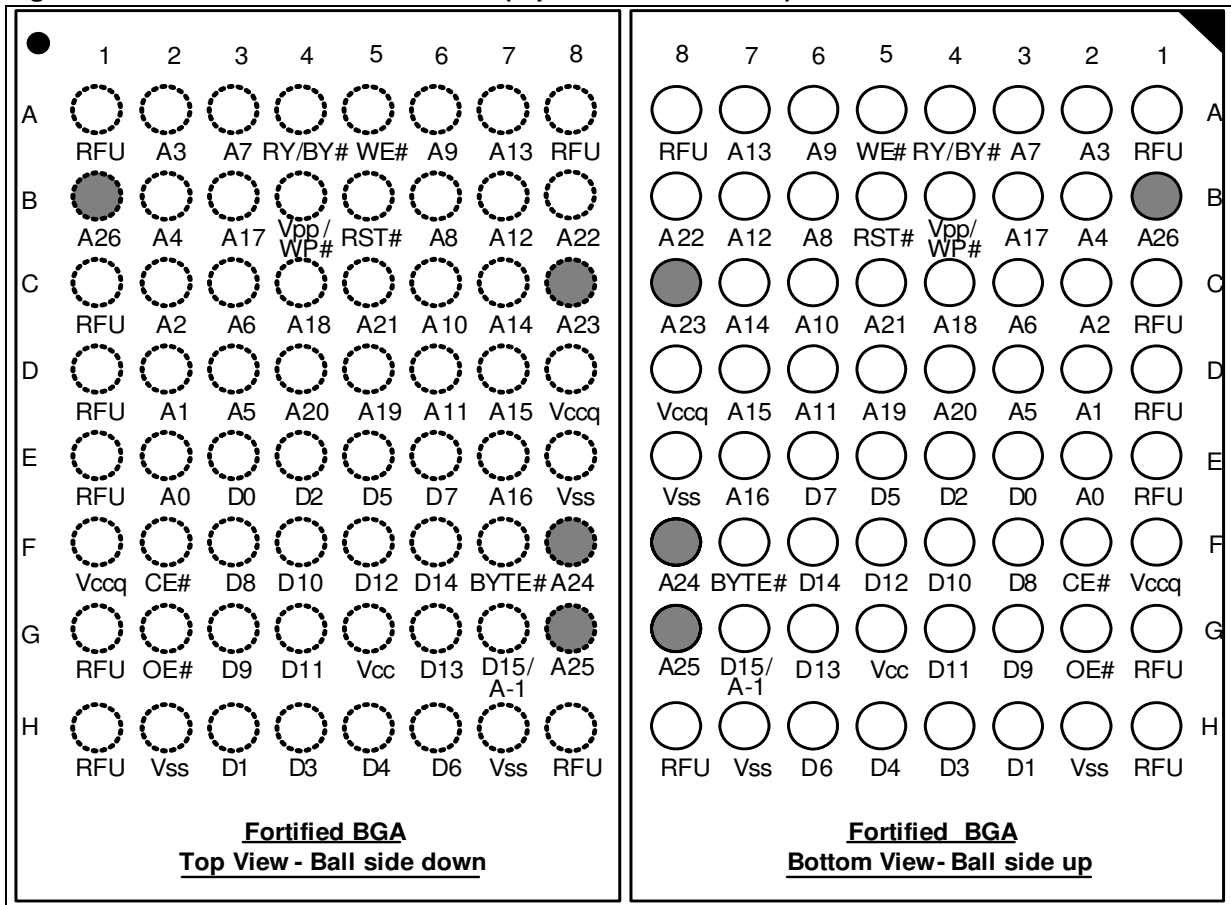 1 2 3 4 5 6 7 8
A
RFU A3 A7 RY/BY# WE# A9 A13 RFU
B
A26 A4 A17 Vpp / WP# RST# A8 A12 A22
C
RFU A2 A6 A18 A21 A10 A14 A23
D
RFU A1 A5 A20 A19 A11 A15 Vccq
E
RFU A0 D0 D2 D5 D7 A16 Vss
F
Vccq CE# D8 D10 D12 D14 BYTE# A24
G
RFU OE# D9 D11 Vcc D13 D15/ A-1 A25
H
RFU Vss D1 D3 D4 D6 Vss RFU
Fortified BGA
Top View - Ball side down
8 7 6 5 4 3 2 1
A
RFU A13 A9 WE# RY/BY# A7 A3 RFU
B
A22 A12 A8 RST# Vpp/ WP# A17 A4 A26
C
A23 A14 A10 A21 A18 A6 A2 RFU
D
Vccq A15 A11 A19 A20 A5 A1 RFU
E
Vss A16 D7 D5 D2 D0 A0 RFU
F
A24 BYTE# D14 D12 D10 D8 CE# Vccq
G
A25 D15/ A-1 D13 Vcc D11 D9 OE# RFU
H
RFU Vss D6 D4 D3 D1 Vss RFU
Fortified BGA
Bottom View- Ball side up